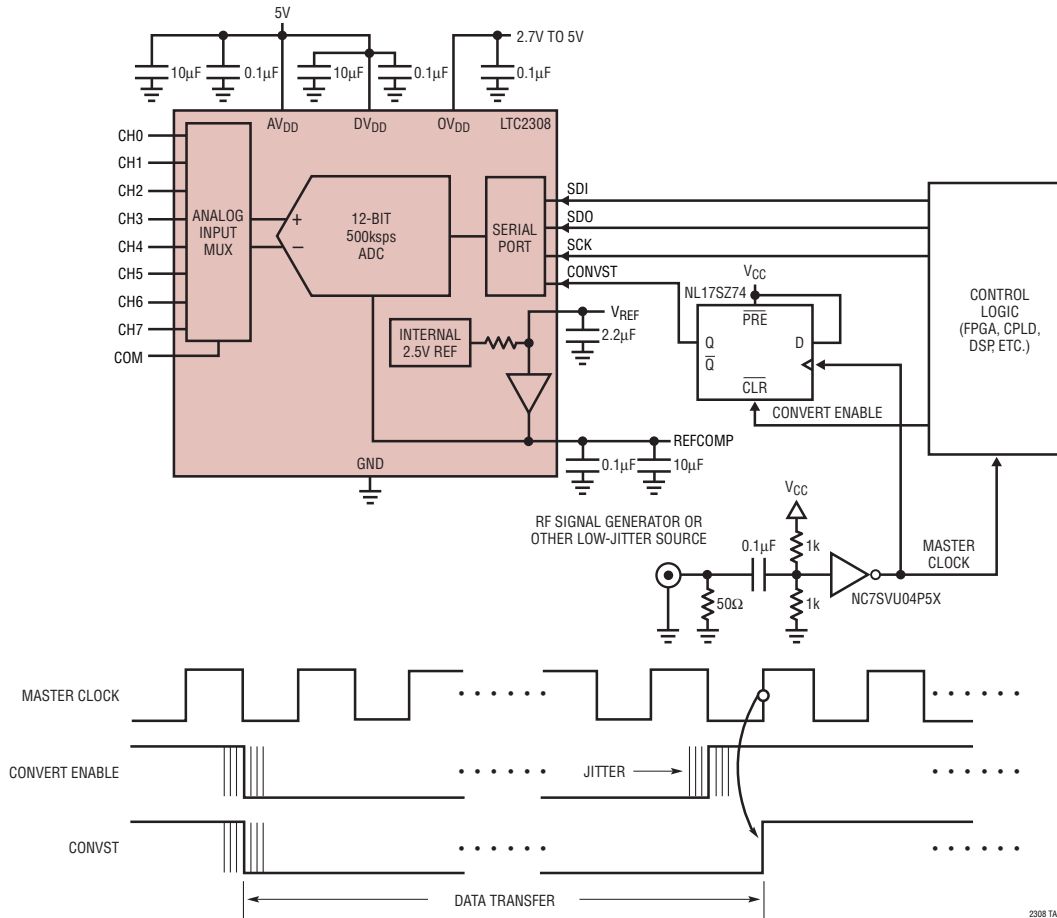 5V
2.7V TO 5V
10µF
0.1µF
10µF
0.1µF
0.1µF
AVDD
DVDD
OVDD
LTC2308
CH0
CH1
CH2
CH3
CH4
CH5
CH6
CH7
COM
ANALOG
INPUT
MUX
+
–
12-BIT
500ksps
ADC
SERIAL
PORT
SDI
SDO
SCK
CONVST
INTERNAL
2.5V REF
VREF
2.2µF
REFCOMP
0.1µF
10µF
GND
VCC
NL17SZ74
PRE
Q
D
Q
CLR
CONVERT ENABLE
CONTROL
LOGIC
(FPGA, CPLD,
DSP, ETC.)
RF SIGNAL GENERATOR OR
OTHER LOW-JITTER SOURCE
VCC
0.1µF
1k
50Ω
1k
NC7SVU04P5X
MASTER
CLOCK
MASTER CLOCK
CONVERT ENABLE
JITTER
CONVST
DATA TRANSFER
2308 TA